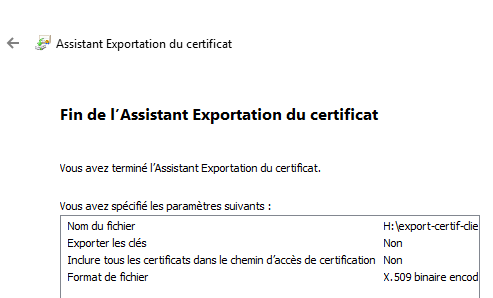 Assistant Exportation du certificat
Fin de l'Assistant Exportation du certificat
Vous avez terminé l'Assistant Exportation du certificat.
Vous avez spécifié les paramètres suivants :
Nom du fichier H:\export-certif-clie
Exporter les clés Non
Inclure tous les certificats dans le chemin d'accès de certification Non
Format de fichier X.509 binaire encod